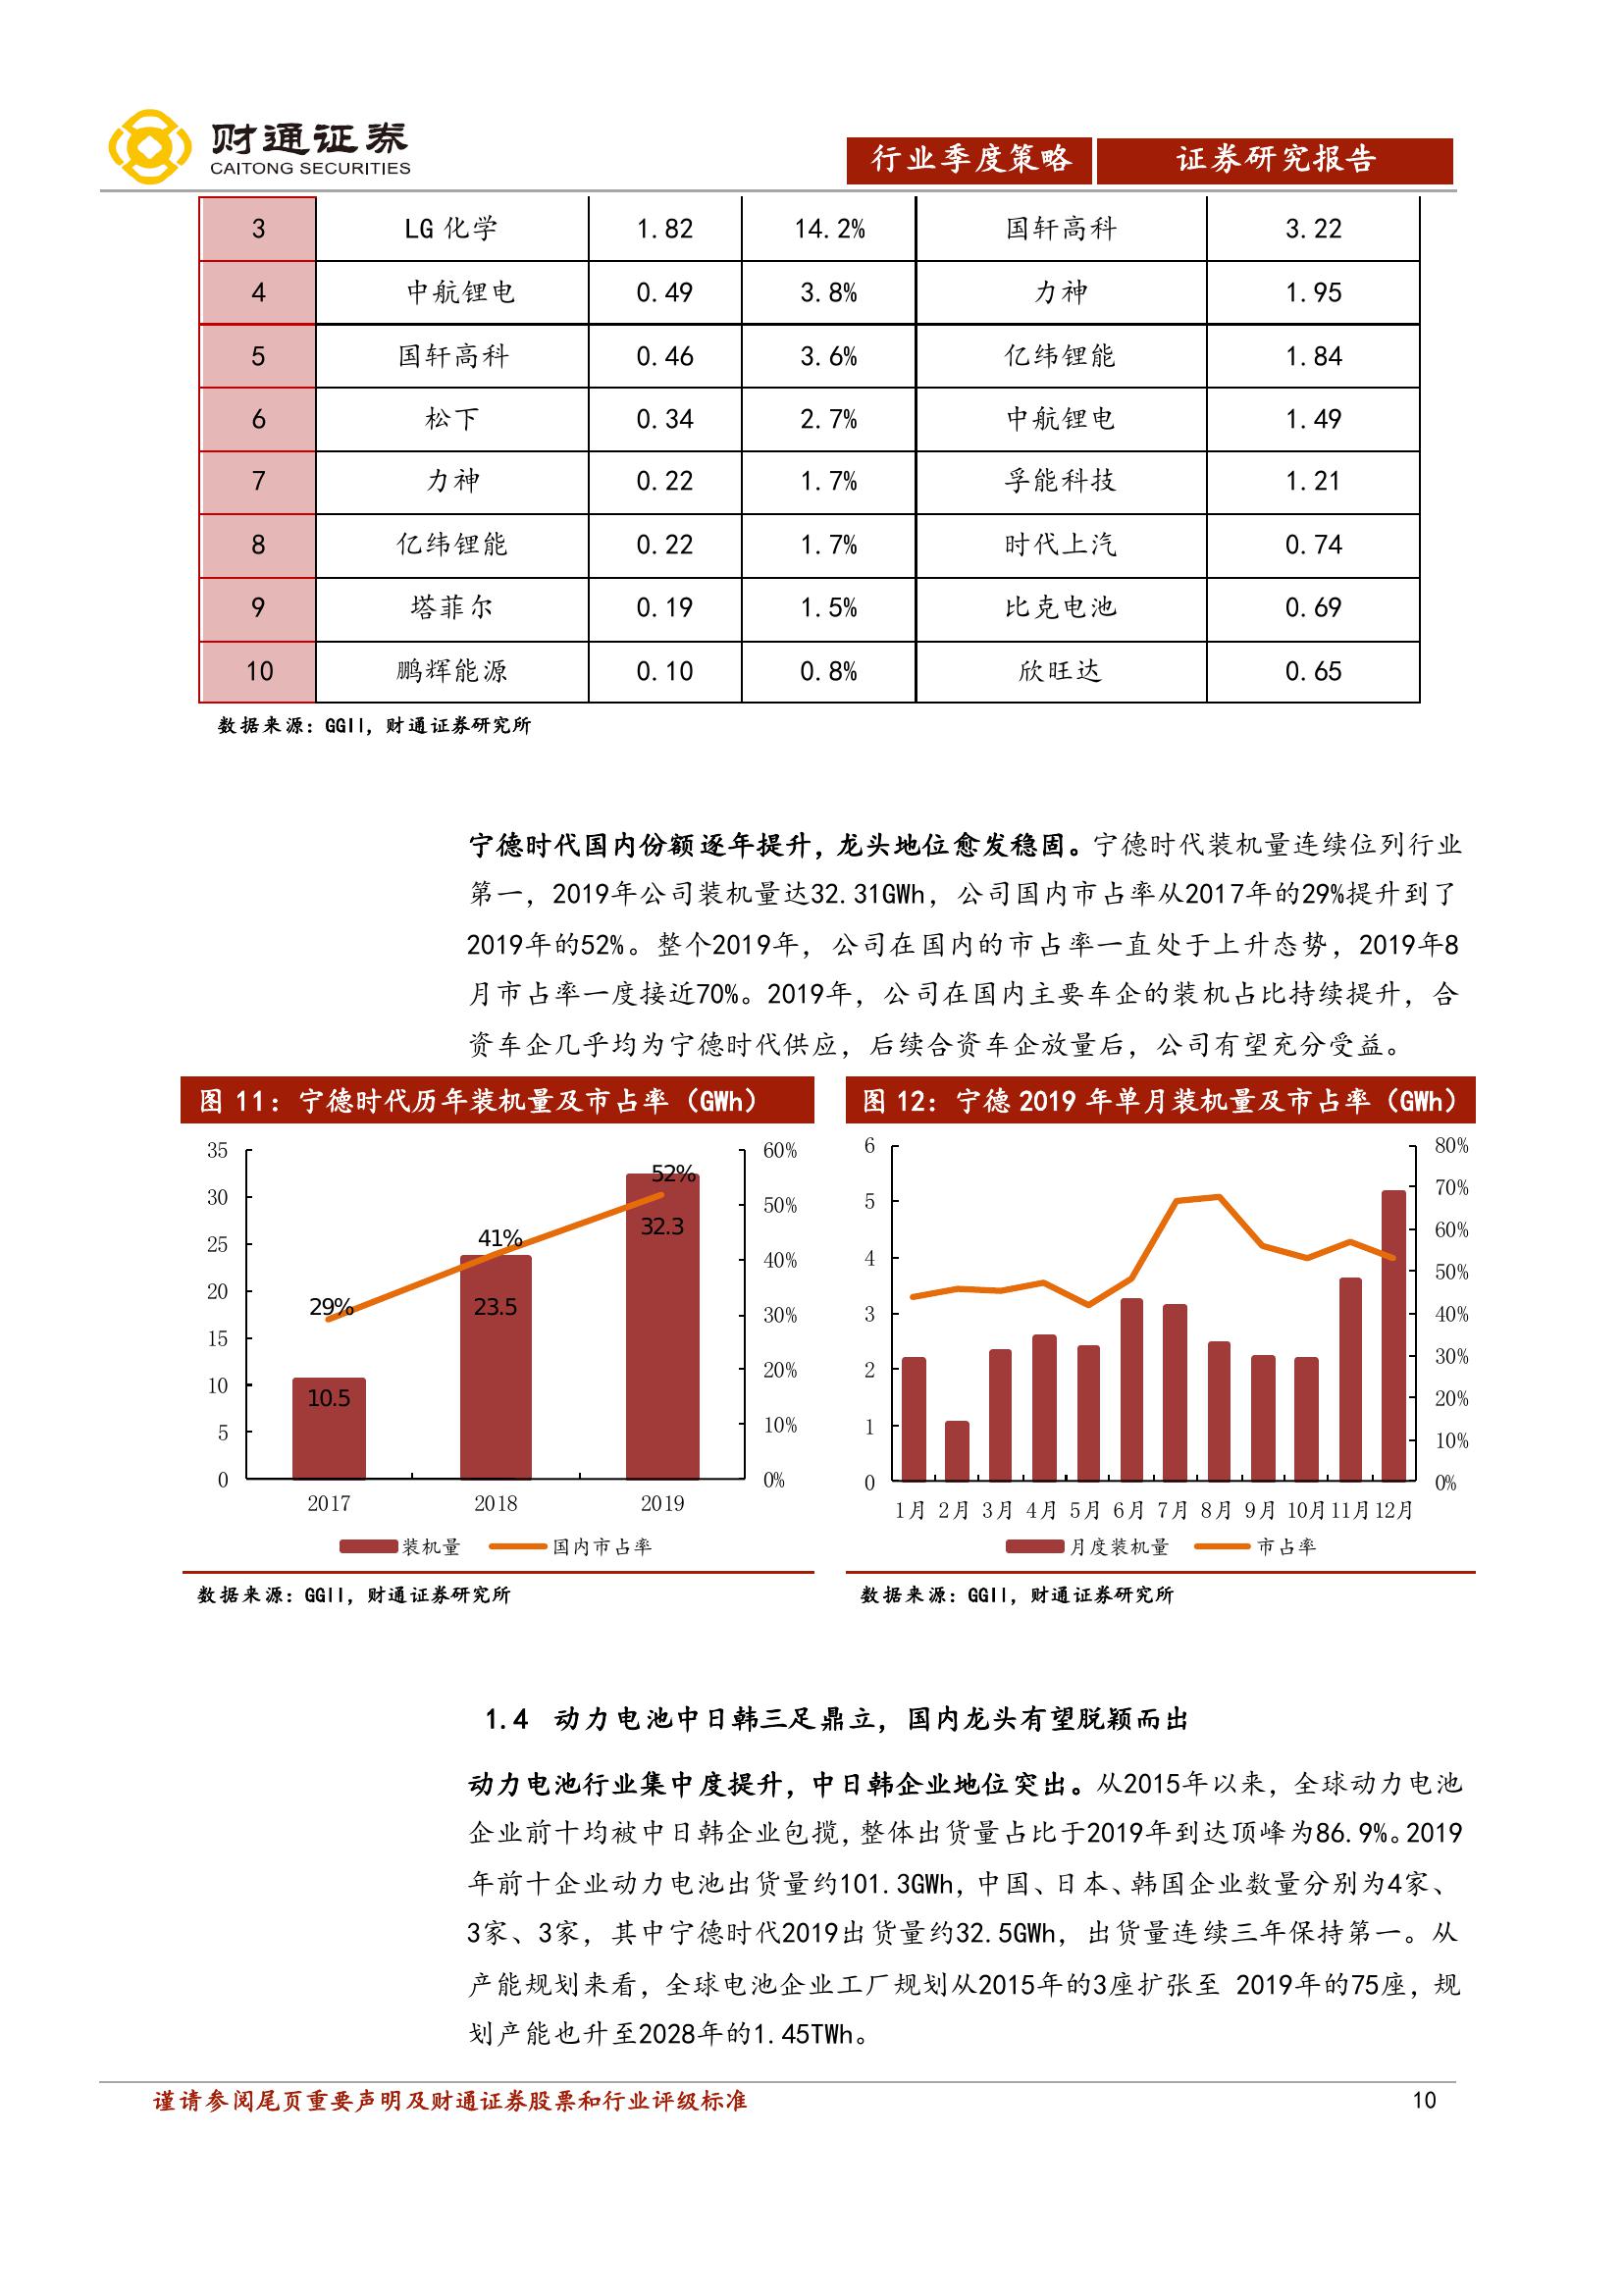 财通证券
CAITONG SECURITIES
行业季度策略 证券研究报告
3 LG 化学 1.82 14.2% 国轩高科 3.22
4 中航锂电 0.49 3.8% 力神 1.95
5 国轩高科 0.46 3.6% 亿纬锂能 1.84
6 松下 0.34 2.7% 中航锂电 1.49
7 力神 0.22 1.7% 孚能科技 1.21
8 亿纬锂能 0.22 1.7% 时代上汽 0.74
9 塔菲尔 0.19 1.5% 比克电池 0.69
10 鹏辉能源 0.10 0.8% 欣旺达 0.65
数据来源：GGII，财通证券研究所
宁德时代国内份额逐年提升，龙头地位愈发稳固。宁德时代装机量连续位列行业
第一，2019年公司装机量达32.31GWh，公司国内市占率从2017年的29%提升到了
2019年的52%。整个2019年，公司在国内的市占率一直处于上升态势，2019年8
月市占率一度接近70%。2019年，公司在国内主要车企的装机占比持续提升，合
资车企几乎均为宁德时代供应，后续合资车企放量后，公司有望充分受益。
图 11：宁德时代历年装机量及市占率（GWh）
35
30
25
20
15
10
5
0
60%
50%
40%
30%
20%
10%
0%
29%
41%
52%
10.5
23.5
32.3
2017 2018 2019
装机量 国内市占率
数据来源：GGII，财通证券研究所
图 12：宁德 2019 年单月装机量及市占率（GWh）
6
5
4
3
2
1
0
80%
70%
60%
50%
40%
30%
20%
10%
0%
1月 2月 3月 4月 5月 6月 7月 8月 9月 10月 11月 12月
月度装机量 市占率
数据来源：GGII，财通证券研究所
1.4 动力电池中日韩三足鼎立，国内龙头有望脱颖而出
动力电池行业集中度提升，中日韩企业地位突出。从2015年以来，全球动力电池
企业前十均被中日韩企业包揽，整体出货量占比于2019年到达顶峰为86.9%。2019
年前十企业动力电池出货量约101.3GWh，中国、日本、韩国企业数量分别为4家、
3家、3家，其中宁德时代2019出货量约32.5GWh，出货量连续三年保持第一。从
产能规划来看，全球电池企业工厂规划从2015年的3座扩张至 2019年的75座，规
划产能也升至2028年的1.45TWh。
谨请参阅尾页重要声明及财通证券股票和行业评级标准 10